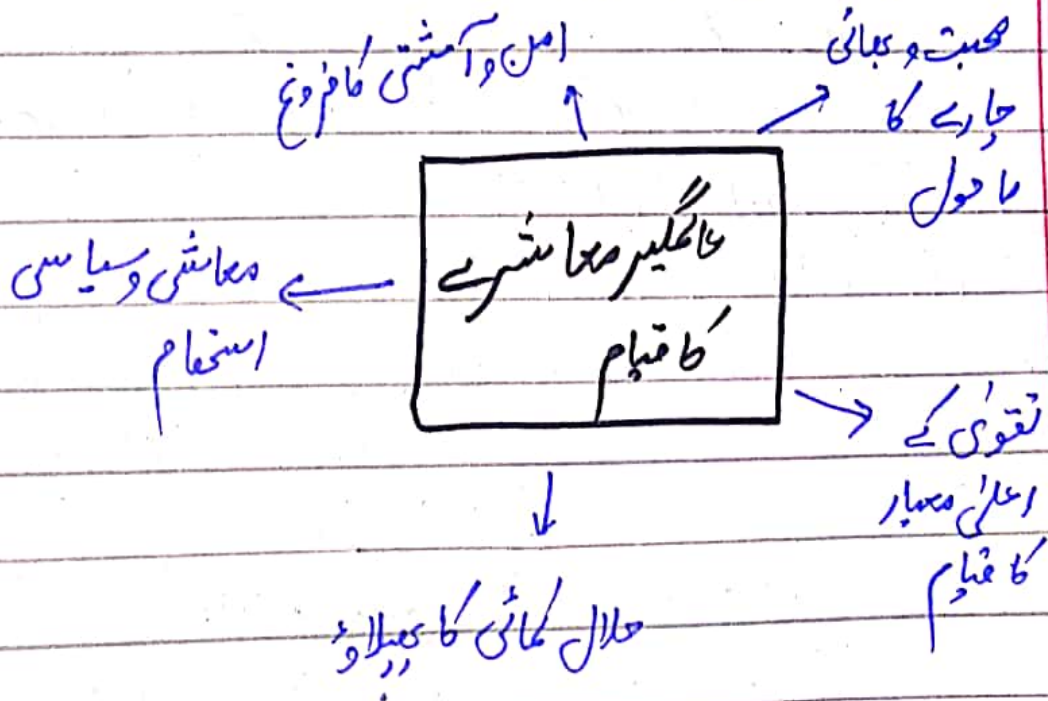 محبت و بھائی
چارے کا
ماحول
امن و آشتی کا فروغ
عالمگیر معاشرے
کا قیام
معاشی و سیاسی
استحکام
تقویٰ کے
اعلیٰ معیار
کا قیام
حلال کمائی کا پھیلاؤ